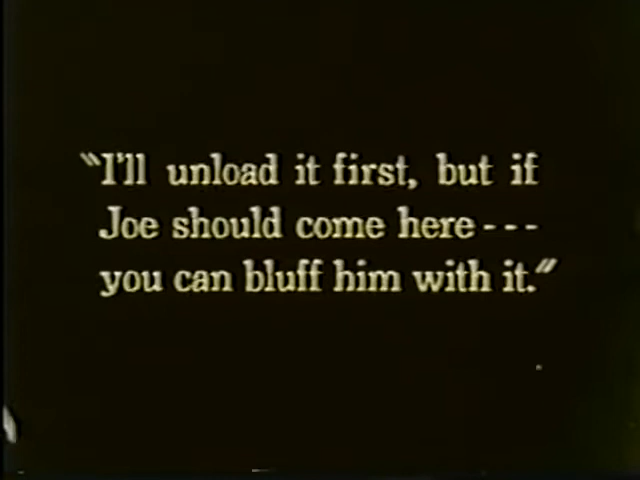 "I'll unload it first, but if
Joe should come here---
you can bluff him with it."